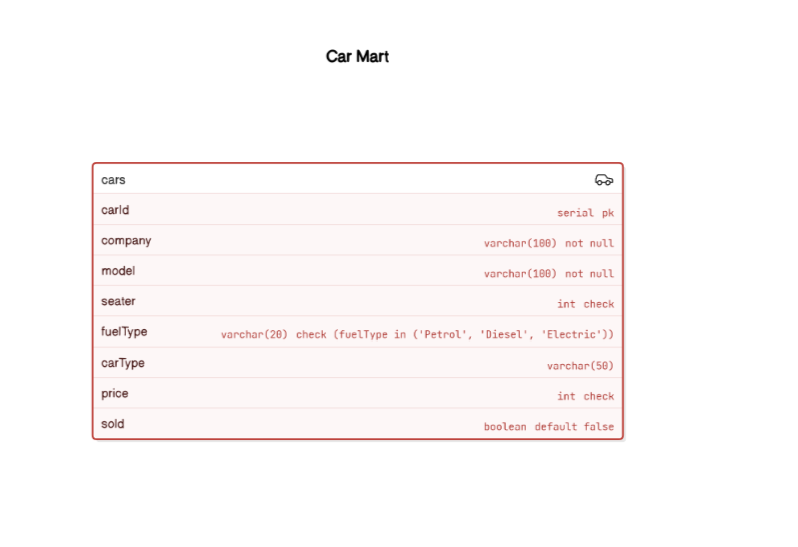 Car Mart
cars
carId serial pk
company varchar(100) not null
model varchar(100) not null
seater int check
fuelType varchar(20) check (fuelType in ('Petrol', 'Diesel', 'Electric'))
carType varchar(50)
price int check
sold boolean default false